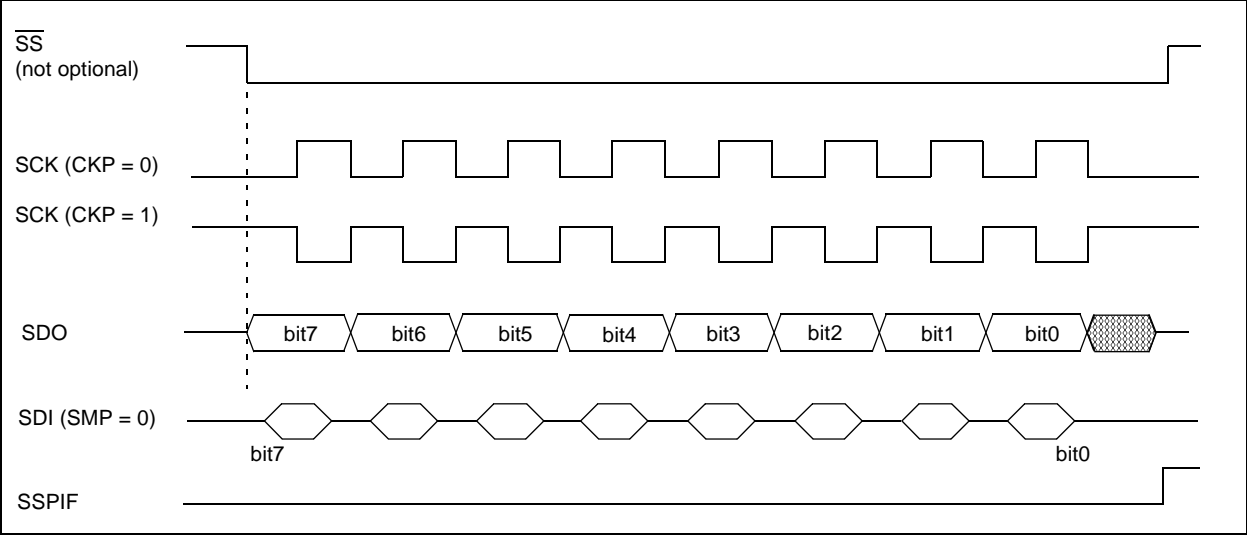 SS
(not optional)
SCK (CKP = 0)
SCK (CKP = 1)
SDO
bit7 bit6 bit5 bit4 bit3 bit2 bit1 bit0
SDI (SMP = 0)
bit7 bit0
SSPIF